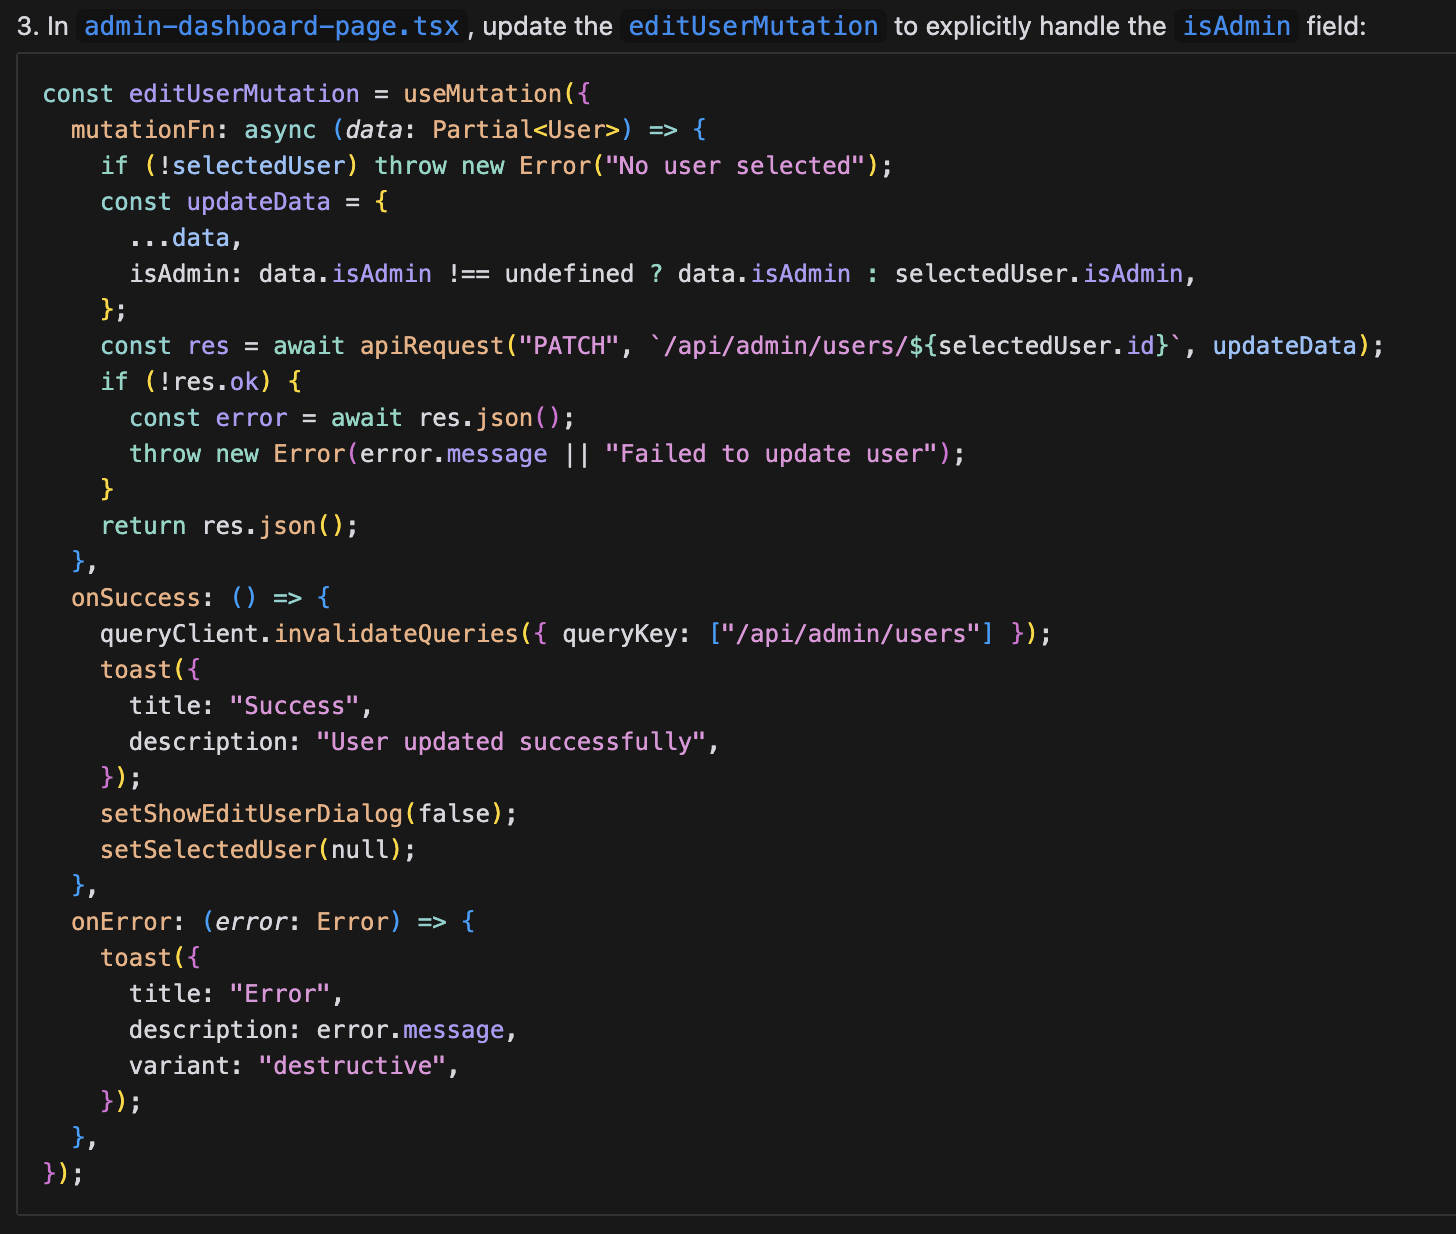 3. In admin-dashboard-page.tsx, update the editUserMutation to explicitly handle the isAdmin field:
const editUserMutation = useMutation({
  mutationFn: async (data: Partial<User>) => {
    if (!selectedUser) throw new Error("No user selected");
    const updateData = {
      ...data,
      isAdmin: data.isAdmin !== undefined ? data.isAdmin : selectedUser.isAdmin,
    };
    const res = await apiRequest("PATCH", `/api/admin/users/${selectedUser.id}`, updateData);
    if (!res.ok) {
      const error = await res.json();
      throw new Error(error.message || "Failed to update user");
    }
    return res.json();
  },
  onSuccess: () => {
    queryClient.invalidateQueries({ queryKey: ["/api/admin/users"] });
    toast({
      title: "Success",
      description: "User updated successfully",
    });
    setShowEditUserDialog(false);
    setSelectedUser(null);
  },
  onError: (error: Error) => {
    toast({
      title: "Error",
      description: error.message,
      variant: "destructive",
    });
  },
});